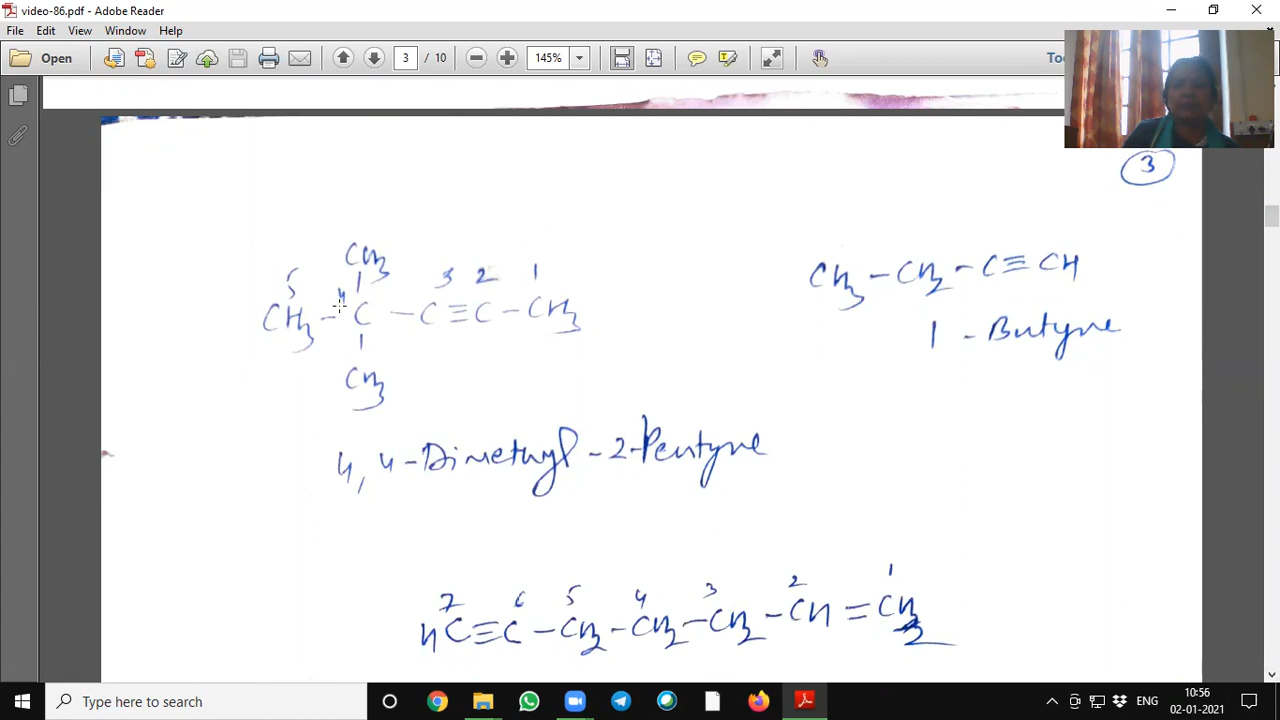 video-86.pdf - Adobe Reader
File Edit View Window Help
Open 3 / 10 145%
3
CH3
5 4 3 2 1
CH3 - C - C ≡ C - CH3
CH3
CH3 - CH2 - C ≡ CH
1 - Butyne
4, 4-Dimethyl - 2-Pentyne
7 6 5 4 3 2 1
HC ≡ C - CH2 - CH2 - CH2 - CH = CH2
Type here to search
ENG
10:56
02-01-2021